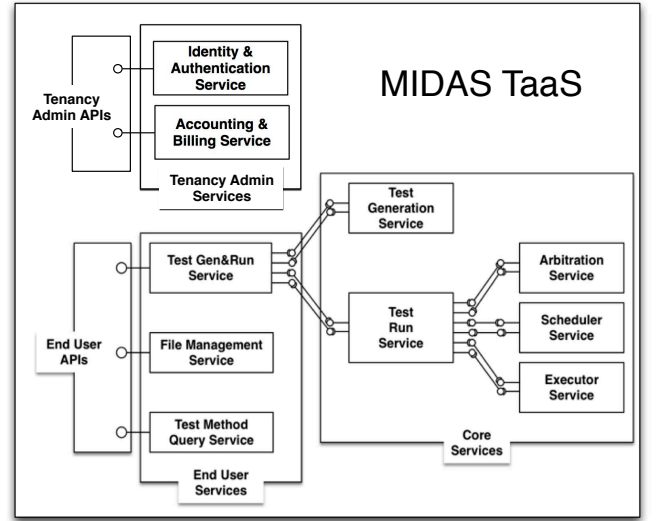 MIDAS TaaS
Identity &
Authentication
Service
Tenancy
Admin APIs
Accounting &
Billing Service
Tenancy Admin
Services
Test
Generation
Service
Test Gen&Run
Service
Arbitration
Service
Test
Run
Service
Scheduler
Service
End User
APIs
File Management
Service
Executor
Service
Test Method
Query Service
Core
Services
End User
Services